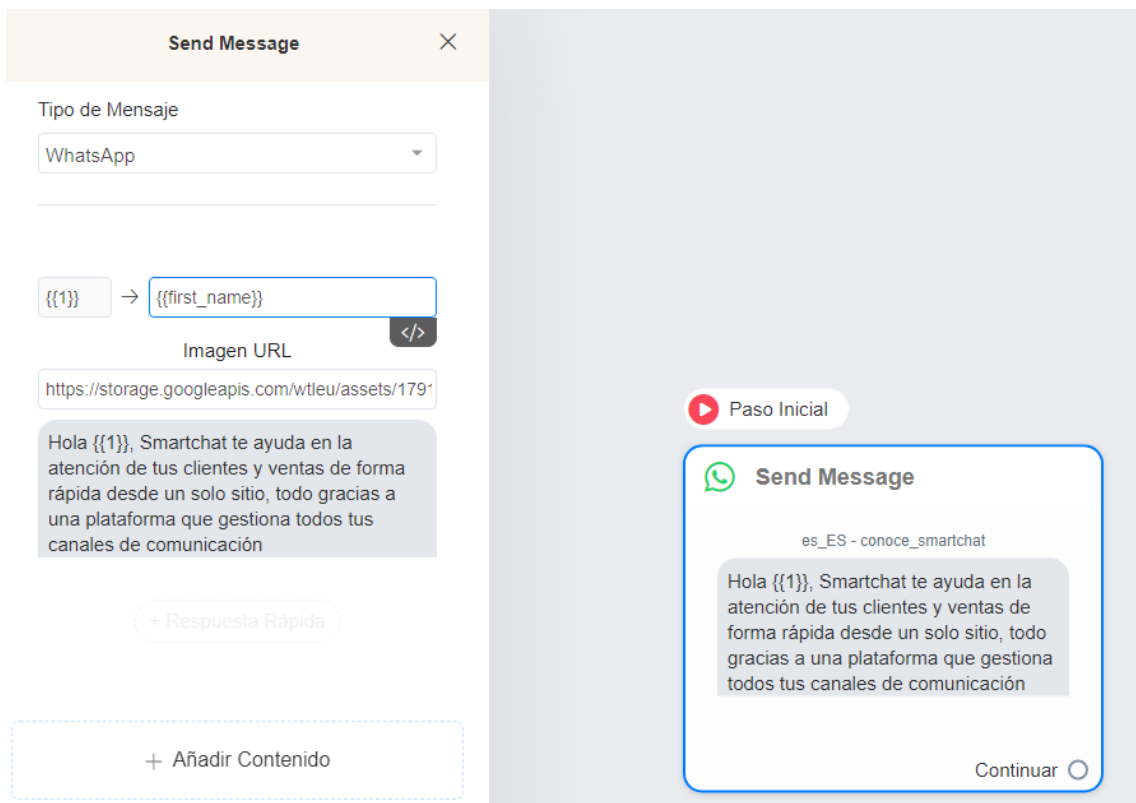 Send Message
Tipo de Mensaje
WhatsApp
{{1}} → {{first_name}}
</>
Imagen URL
https://storage.googleapis.com/wtleu/assets/1791
Hola {{1}}, Smartchat te ayuda en la
atención de tus clientes y ventas de forma
rápida desde un solo sitio, todo gracias a
una plataforma que gestiona todos tus
canales de comunicación
+ Respuesta Rápida
+ Añadir Contenido
Paso Inicial
Send Message
es_ES - conoce_smartchat
Hola {{1}}, Smartchat te ayuda en la
atención de tus clientes y ventas de
forma rápida desde un solo sitio, todo
gracias a una plataforma que gestiona
todos tus canales de comunicación
Continuar